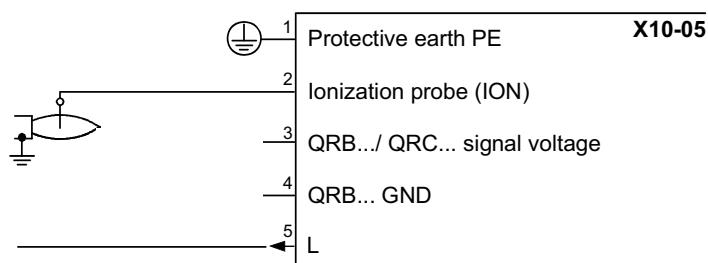 X10-05
1 Protective earth PE
2 Ionization probe (ION)
3 QRB.../ QRC... signal voltage
4 QRB... GND
5 L